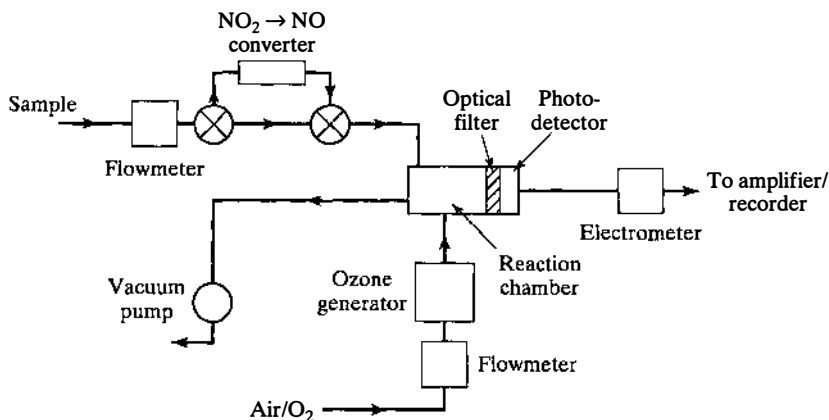 NO₂ → NO
converter
Sample
Flowmeter
Optical
filter
Photo-
detector
To amplifier/
recorder
Electrometer
Reaction
chamber
Ozone
generator
Vacuum
pump
Flowmeter
Air/O₂